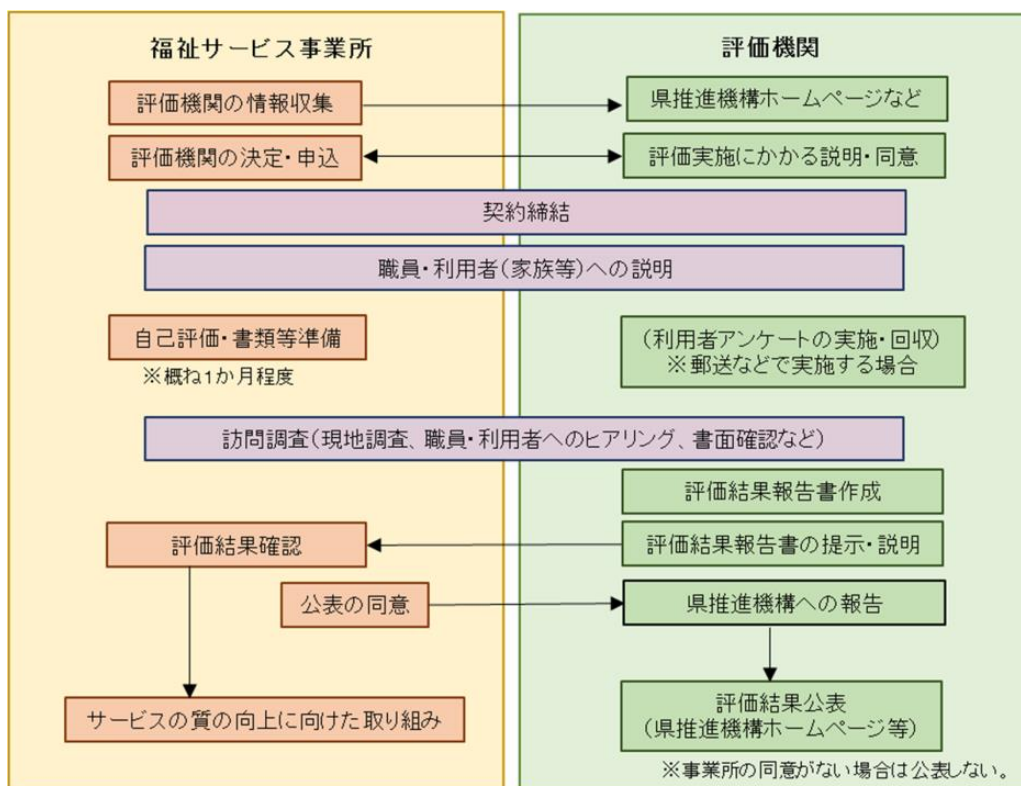 福祉サービス事業所
評価機関
評価機関の情報収集
県推進機構ホームページなど
評価機関の決定・申込
評価実施にかかる説明・同意
契約締結
職員・利用者(家族等)への説明
自己評価・書類等準備
※概ね1か月程度
(利用者アンケートの実施・回収)
※郵送などで実施する場合
訪問調査(現地調査、職員・利用者へのヒアリング、書面確認など)
評価結果報告書作成
評価結果確認
評価結果報告書の提示・説明
公表の同意
県推進機構への報告
サービスの質の向上に向けた取り組み
評価結果公表
(県推進機構ホームページ等)
※事業所の同意がない場合は公表しない。